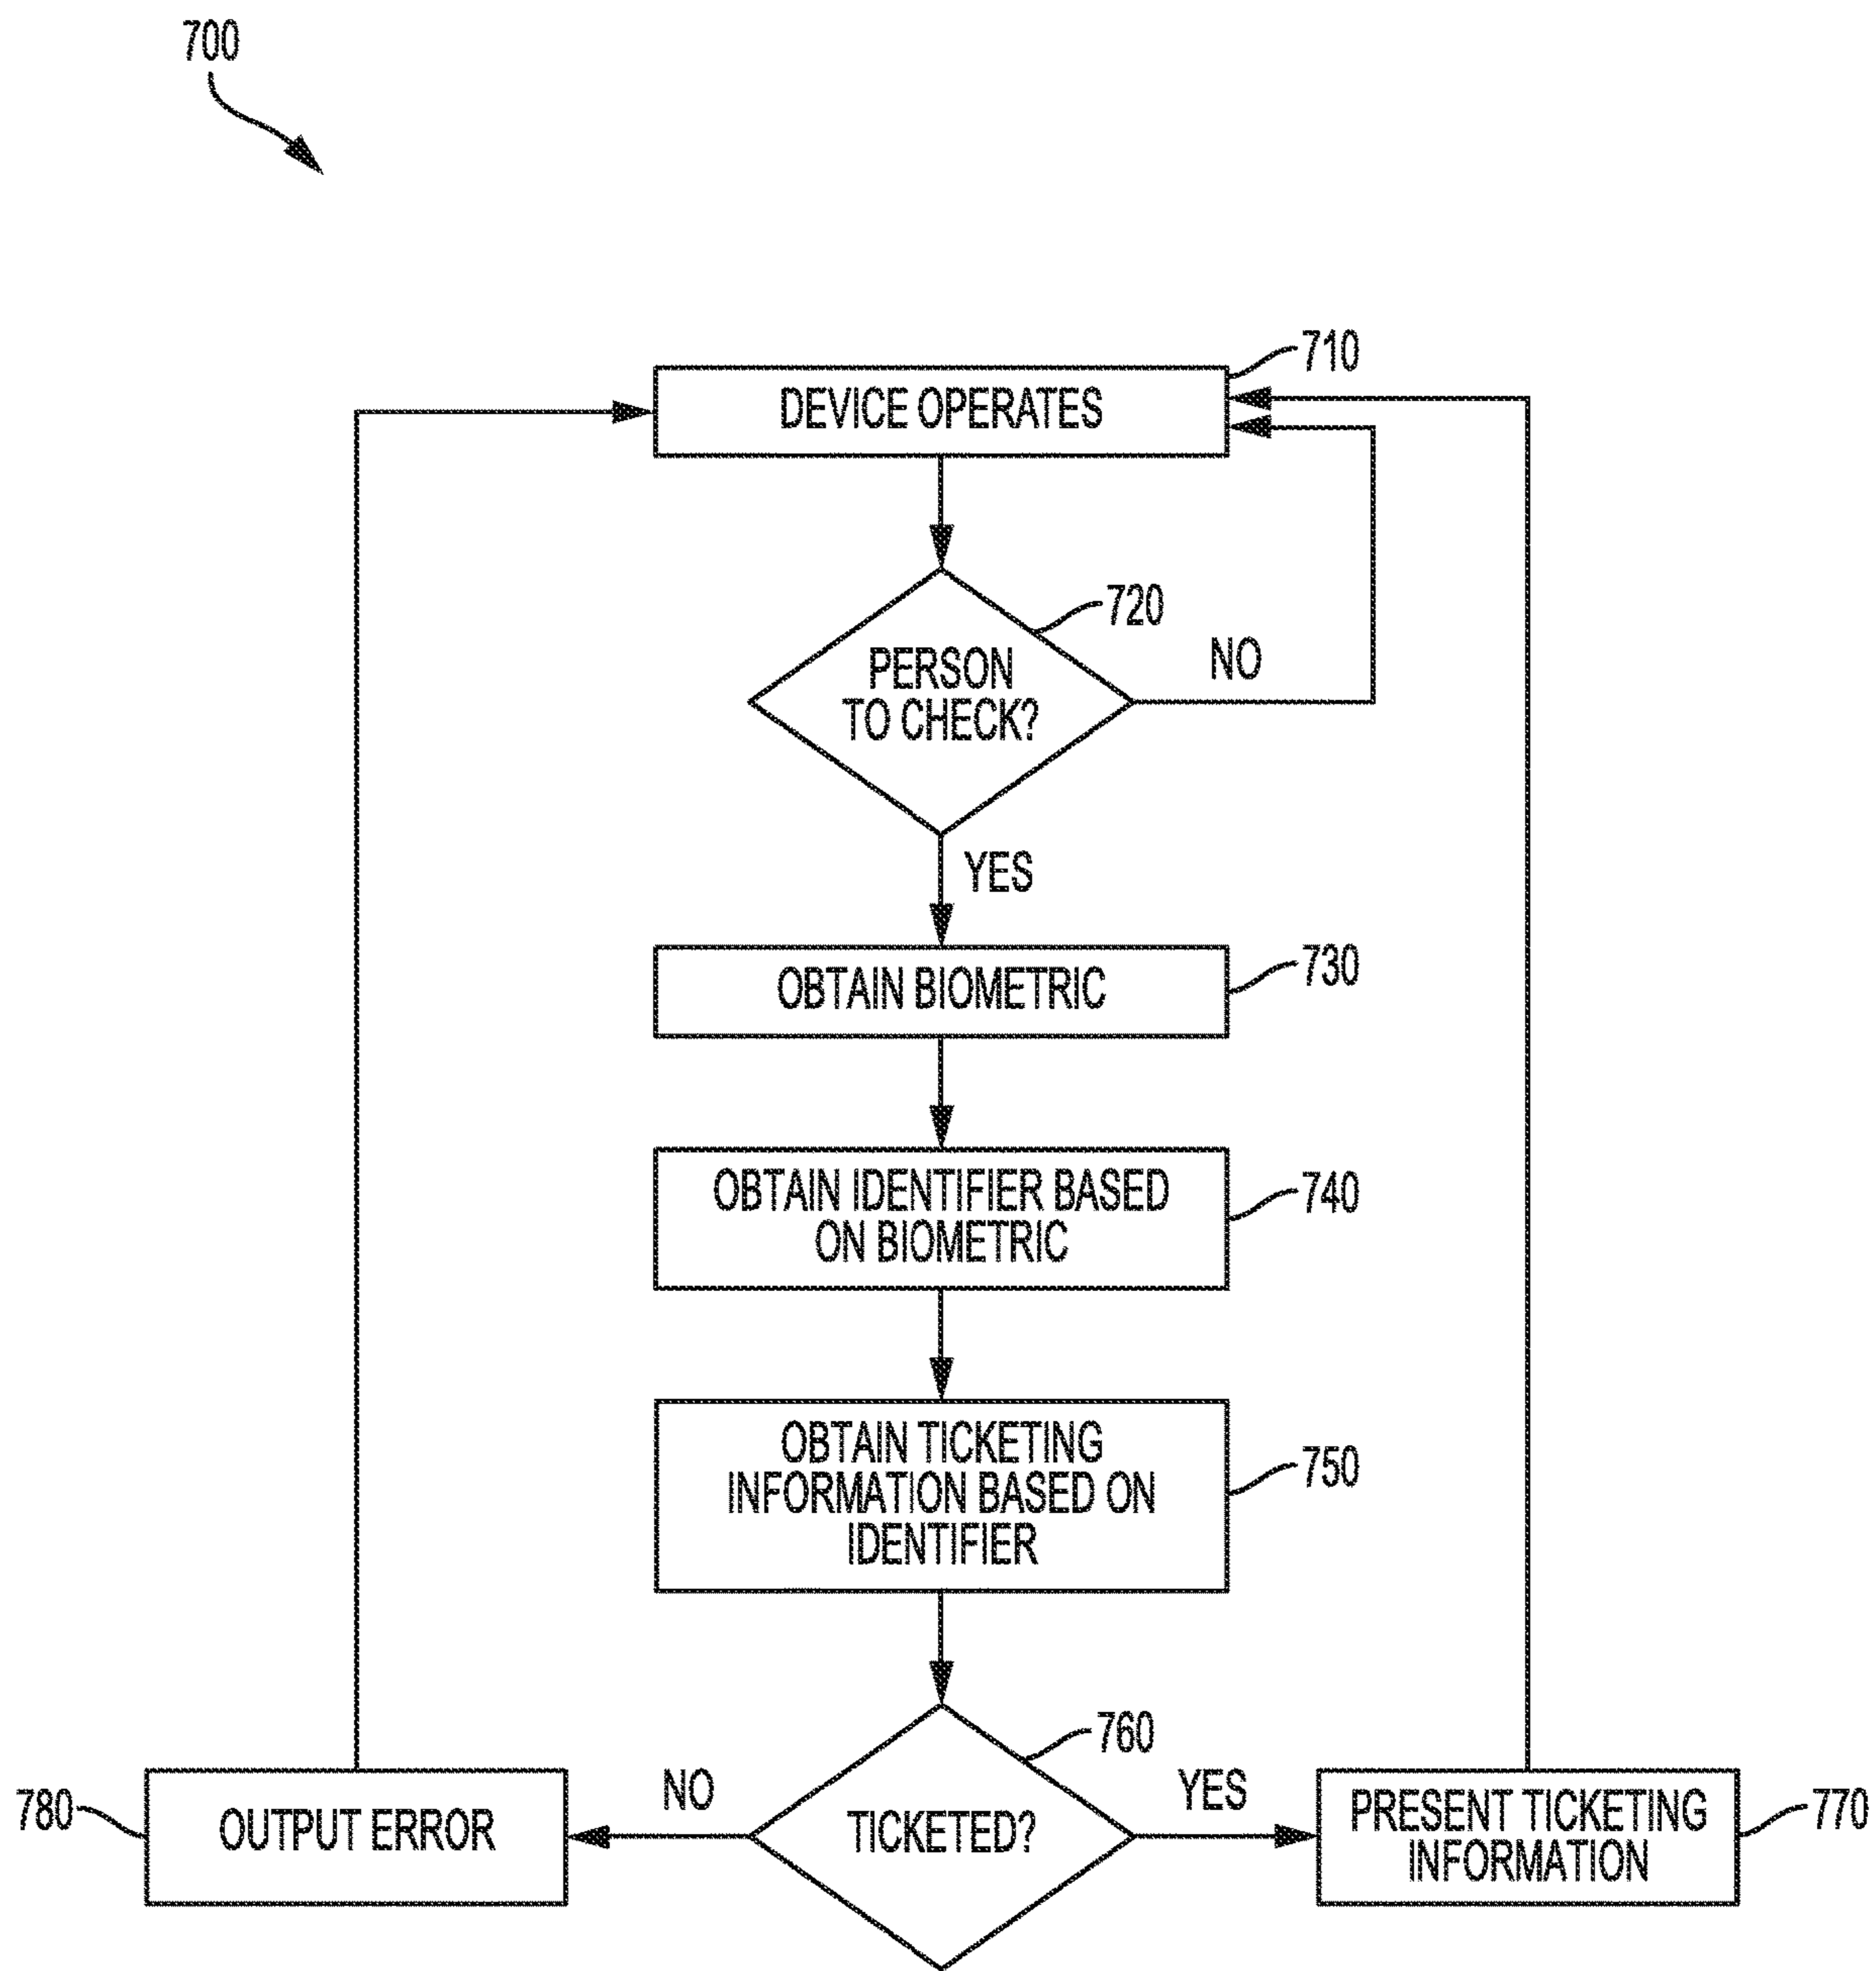 700
710
DEVICE OPERATES
720
PERSON
TO CHECK?
NO
YES
730
OBTAIN BIOMETRIC
740
OBTAIN IDENTIFIER BASED
ON BIOMETRIC
750
OBTAIN TICKETING
INFORMATION BASED ON
IDENTIFIER
760
780
OUTPUT ERROR
NO
TICKETED?
YES
PRESENT TICKETING
INFORMATION
770